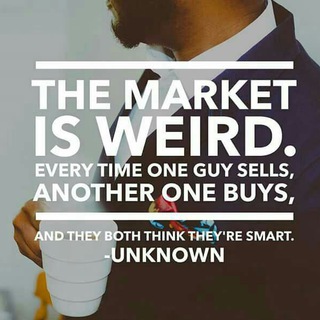 THE MARKET
IS WEIRD.
EVERY TIME ONE GUY SELLS,
ANOTHER ONE BUYS,
AND THEY BOTH THINK THEY'RE SMART.
-UNKNOWN